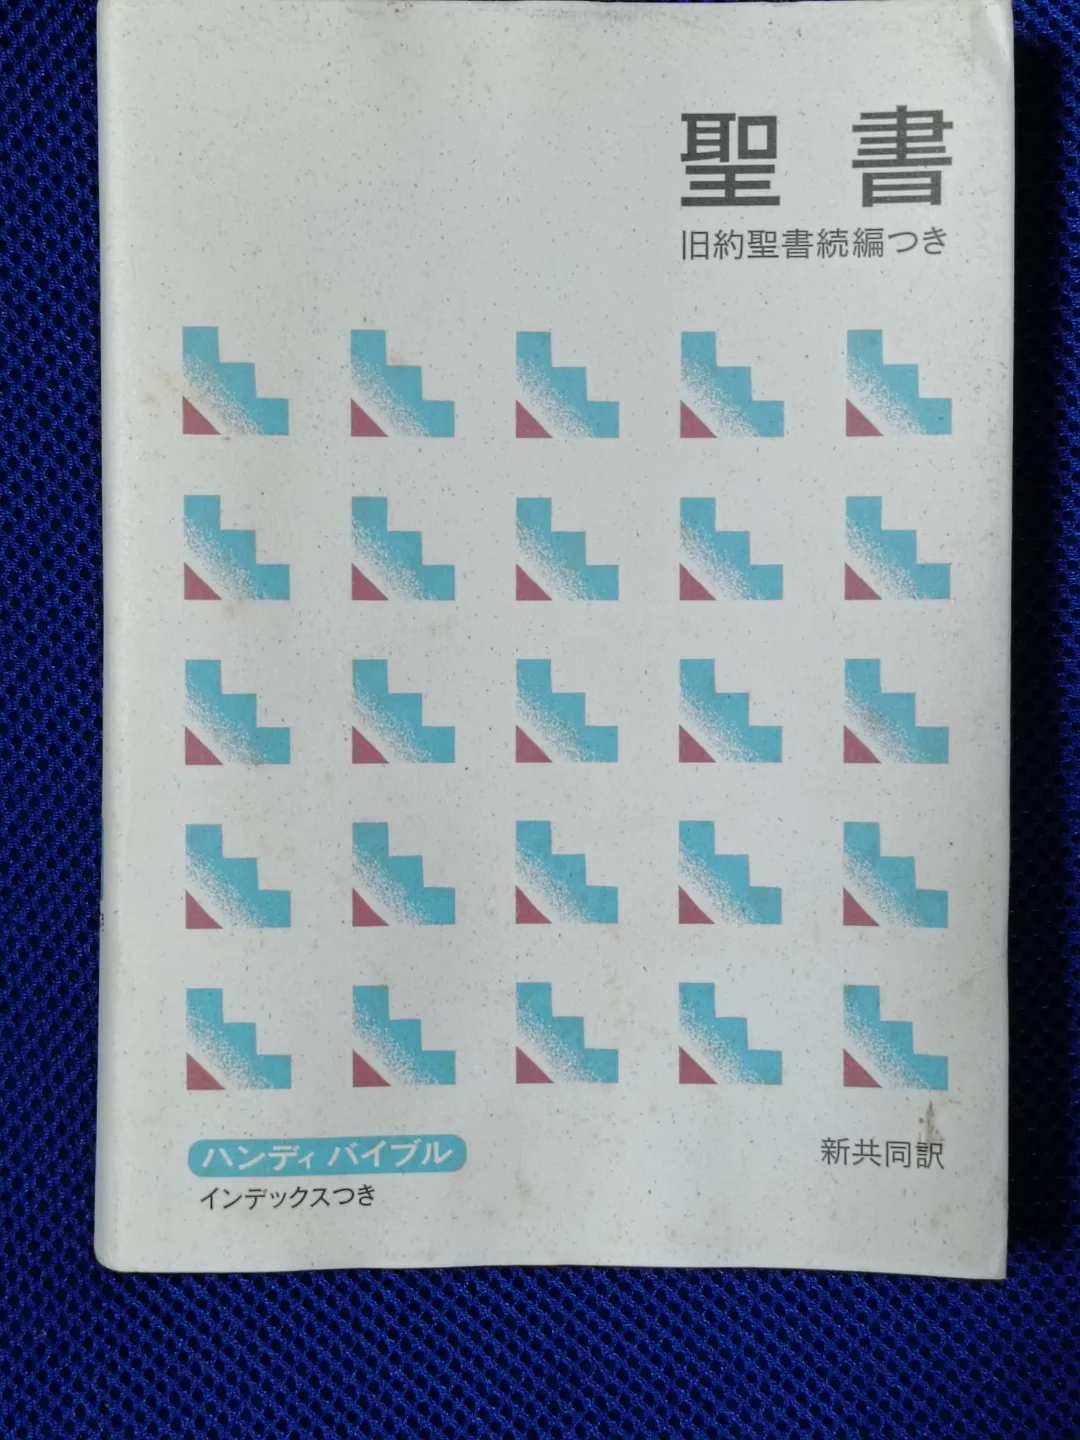 聖書
旧約聖書続編つき
ハンディ バイブル
インデックスつき
新共同訳